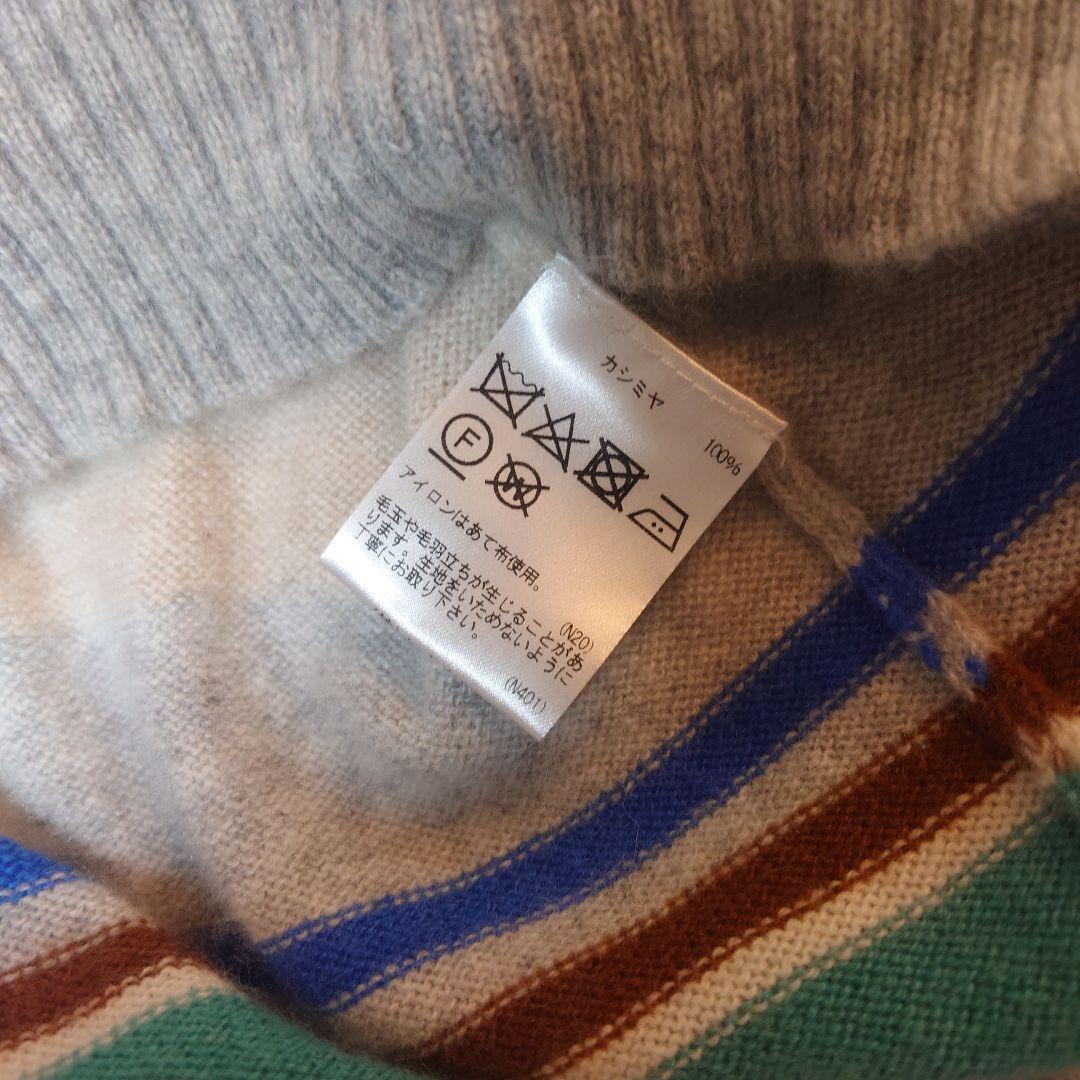 カシミヤ 100%
F
W
アイロンはあて布使用。
(N20)
毛玉や毛羽立ちが生じることがあ
ります。生地をいためないように
丁寧にお取り下さい。
(N401)